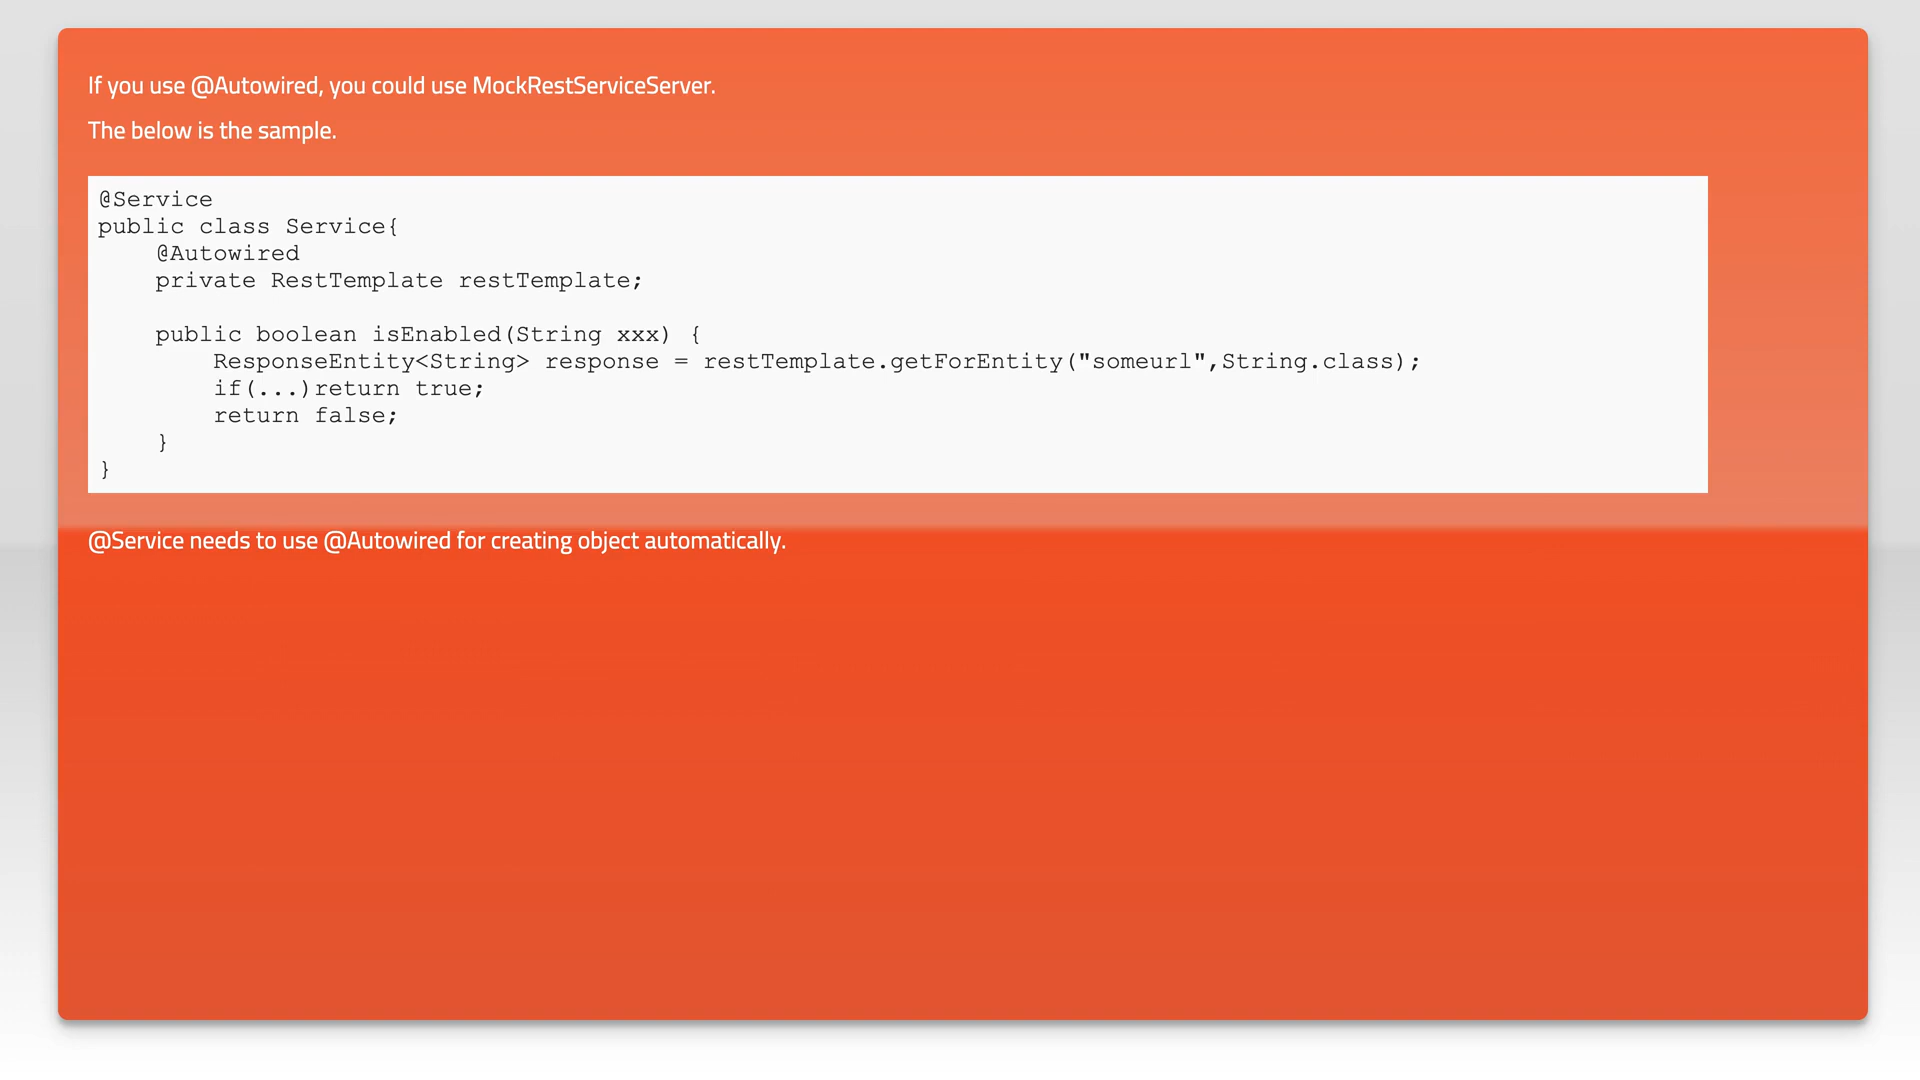 If you use @Autowired, you could use MockRestServiceServer.
The below is the sample.
@Service
public class Service{
    @Autowired
    private RestTemplate restTemplate;
    public boolean isEnabled(String xxx) {
        ResponseEntity<String> response = restTemplate.getForEntity("someurl",String.class);
        if(...)return true;
        return false;
    }
}
@Service needs to use @Autowired for creating object automatically.